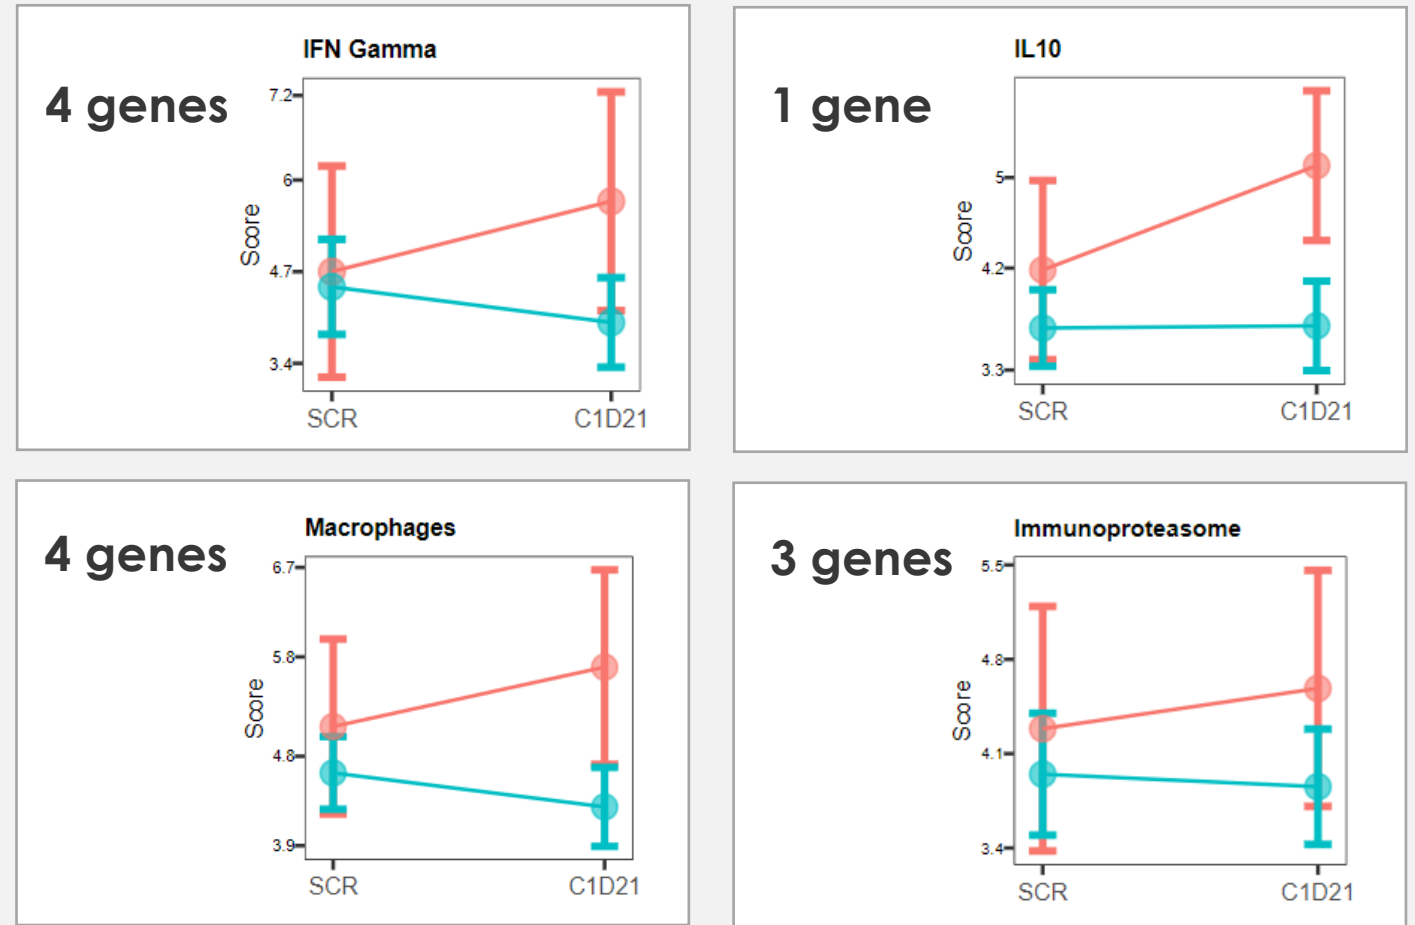 IFN Gamma
4 genes
Score
7.2
6
4.7
3.4
SCR
C1D21
IL10
1 gene
Score
5
4.2
3.3
SCR
C1D21
Macrophages
4 genes
Score
6.7
5.8
4.8
3.9
SCR
C1D21
Immunoproteasome
3 genes
Score
5.5
4.8
4.1
3.4
SCR
C1D21